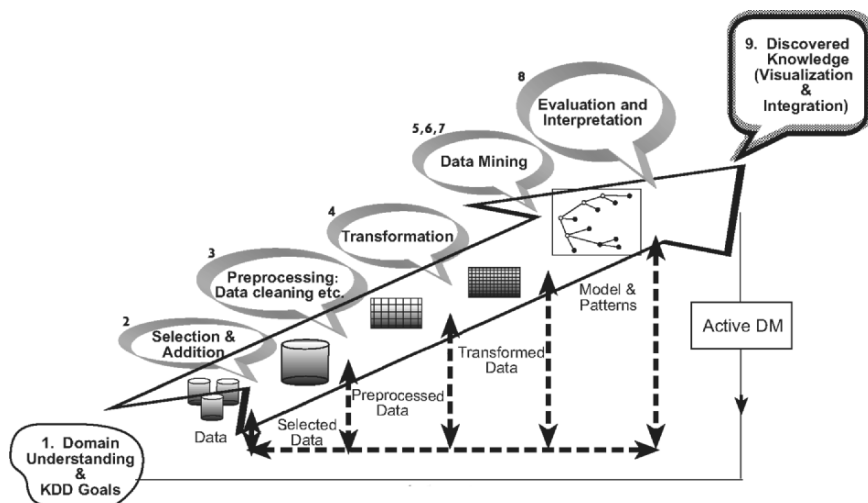 9. Discovered
Knowledge
(Visualization
&
Integration)
8
Evaluation and
Interpretation
5,6,7
Data Mining
4
Transformation
3
Preprocessing:
Data cleaning etc.
2
Selection &
Addition
Model &
Patterns
Active DM
Transformed
Data
Preprocessed
Data
Selected
Data
Data
1. Domain
Understanding
&
KDD Goals